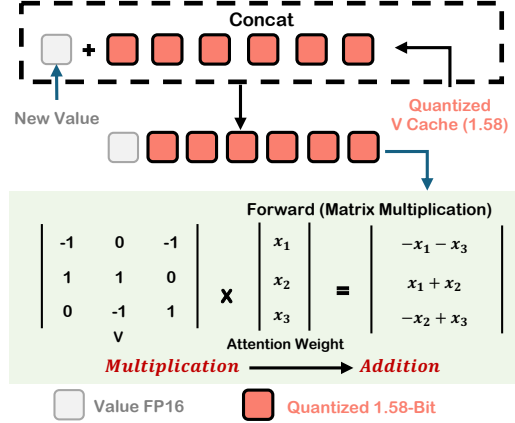 Concat
+
New Value
Quantized
V Cache (1.58)
Forward (Matrix Multiplication)
-1 0 -1 x₁ −x₁ − x₃
1 1 0 x x₂ = x₁ + x₂
0 -1 1 x₃ −x₂ + x₃
V
Attention Weight
Multiplication Addition
Value FP16 Quantized 1.58-Bit